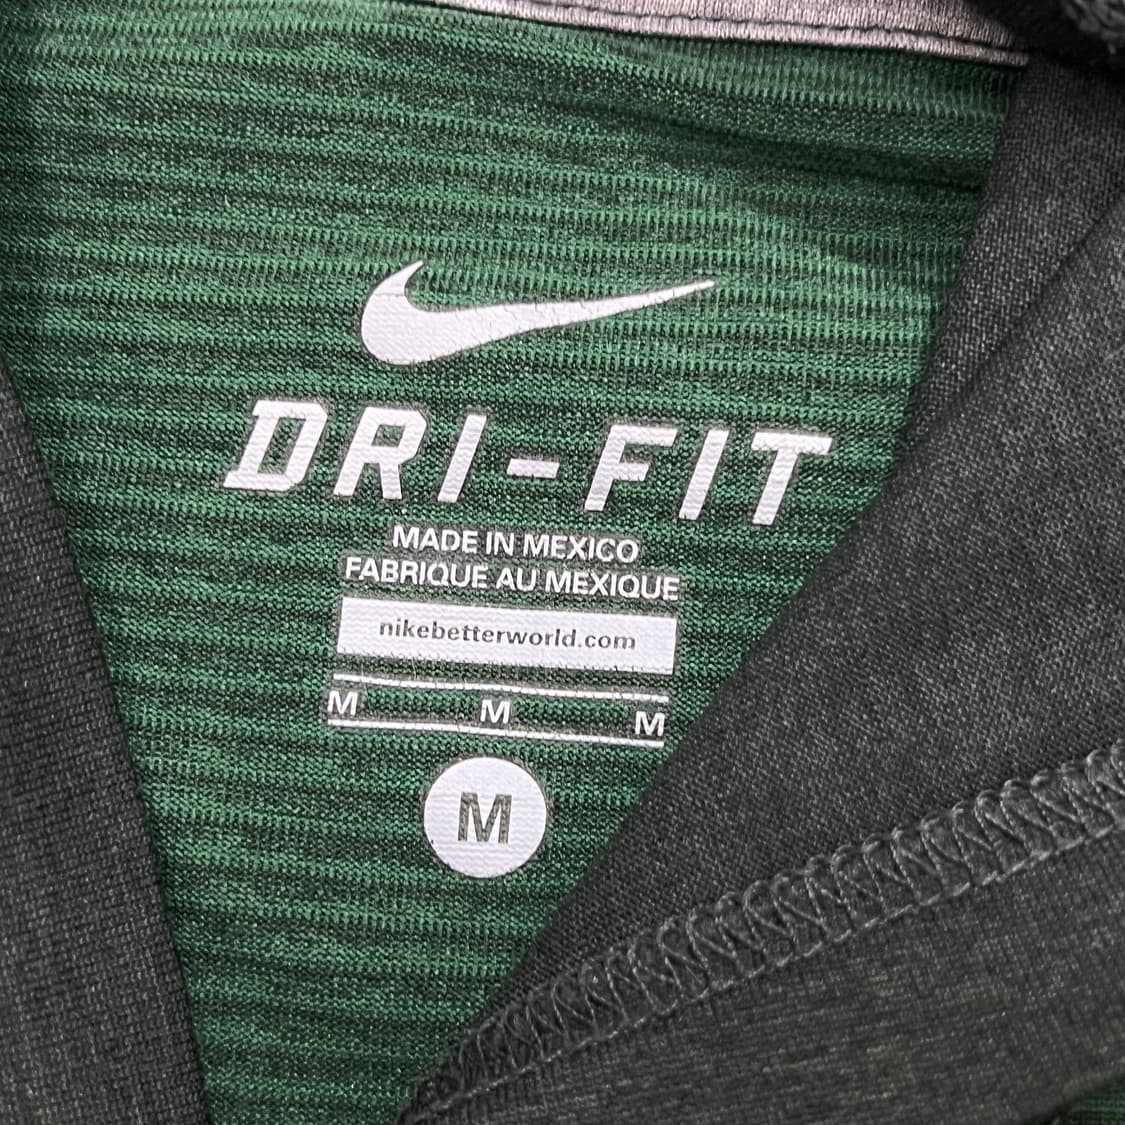 DRI-FIT
MADE IN MEXICO
FABRIQUE AU MEXIQUE
nikebetterworld.com
M M M
M